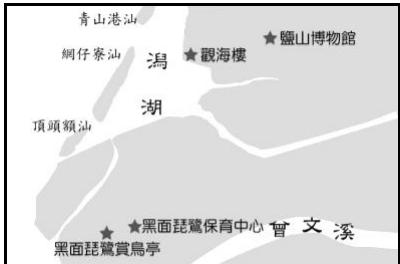 青山港汕
★鹽山博物館
網仔寮汕
潟湖
★觀海樓
頂頭額汕
★黑面琵鷺保育中心
曾文溪
★
黑面琵鷺賞鳥亭